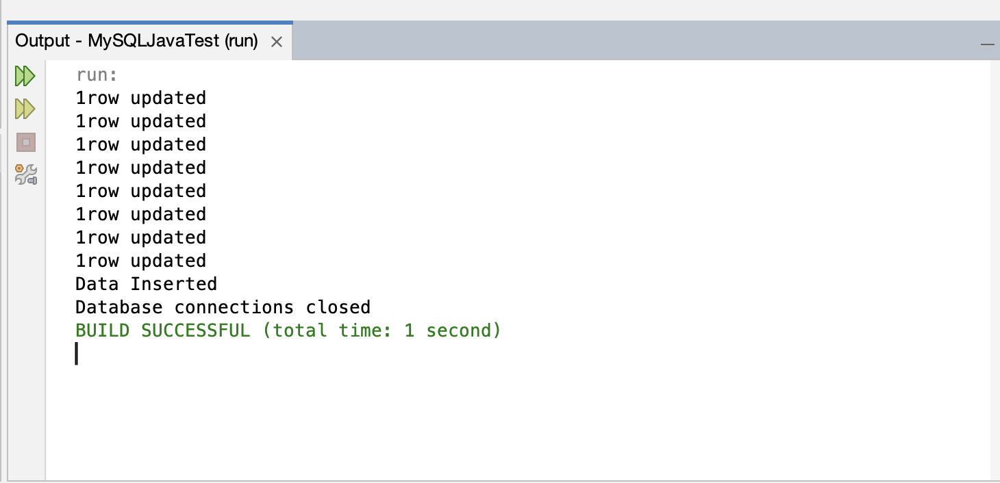 Output - MySQLJavaTest (run)
run:
1row updated
1row updated
1row updated
1row updated
1row updated
1row updated
1row updated
1row updated
Data Inserted
Database connections closed
BUILD SUCCESSFUL (total time: 1 second)